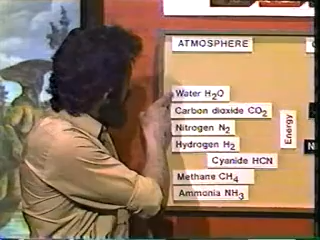 ATMOSPHERE
Water H₂O
Carbon dioxide CO₂
Nitrogen N₂
Hydrogen H₂
Energy
Cyanide HCN
Methane CH₄
Ammonia NH₃